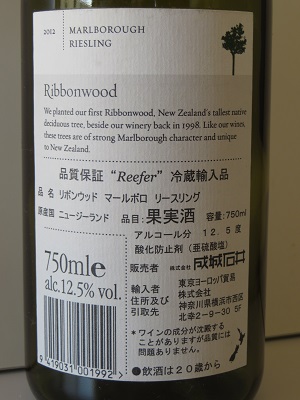 2012
MARLBOROUGH
RIESLING
Ribbonwood
We planted our first Ribbonwood, New Zealand's tallest native
deciduous tree, beside our winery back in 1998. Like our wines,
these trees are of strong Marlborough character and unique
to New Zealand.
品質保証 "Reefer" 冷蔵輸入品
品 名 リボンウッド マールボロ リースリング
原産国 ニュージーランド 品目:果実酒 容量:750ml
アルコール分 12.5度
酸化防止剤(亜硫酸塩)
750mle
alc.12.5% vol.
販売者 株式会社 成城石井
輸入者 東京ヨーロッパ貿易
住所及び 株式会社
引取先 神奈川県横浜市西区
北幸2-9-30 5F
*ワインの成分が沈殿する
ことがありますが品質には
問題ありません。
●飲酒は20歳から
9 419031 001992 >